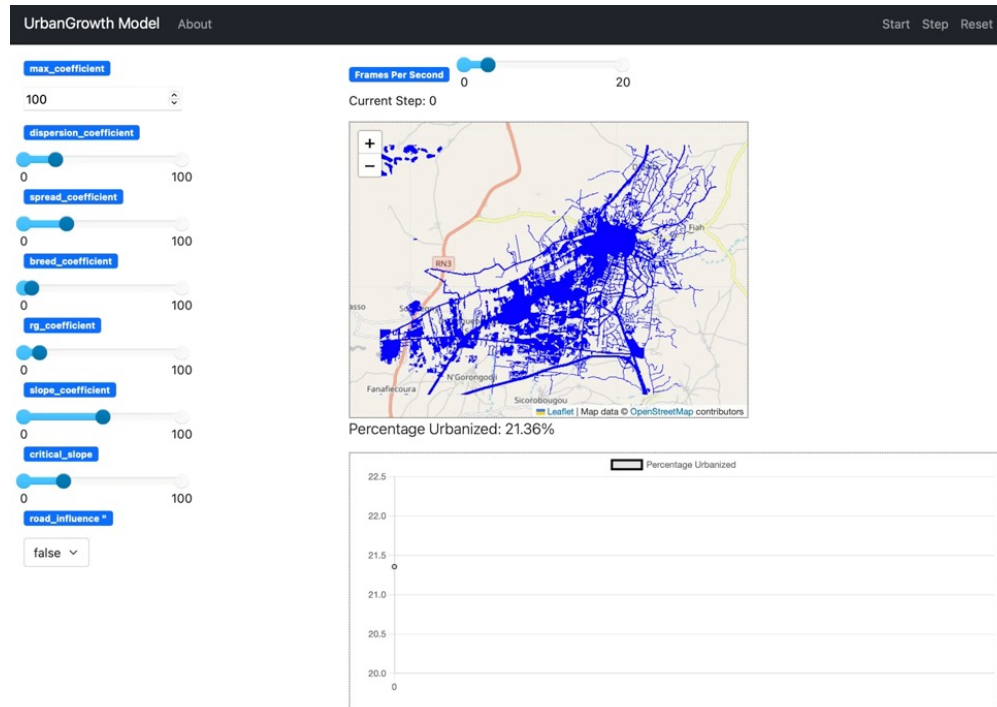 UrbanGrowth Model About Start Step Reset
max_coefficient
100
dispersion_coefficient
0 100
spread_coefficient
0 100
breed_coefficient
0 100
rg_coefficient
0 100
slope_coefficient
0 100
critical_slope
0 100
road_influence "
false
Frames Per Second
0 20
Current Step: 0
+
−
Fiah
RN3
asso
N'Gorongodji
Fanafiecoura
Sicorobougou
Leaflet | Map data © OpenStreetMap contributors
Percentage Urbanized: 21.36%
Percentage Urbanized
22.5
22.0
21.5
21.0
20.5
20.0
0